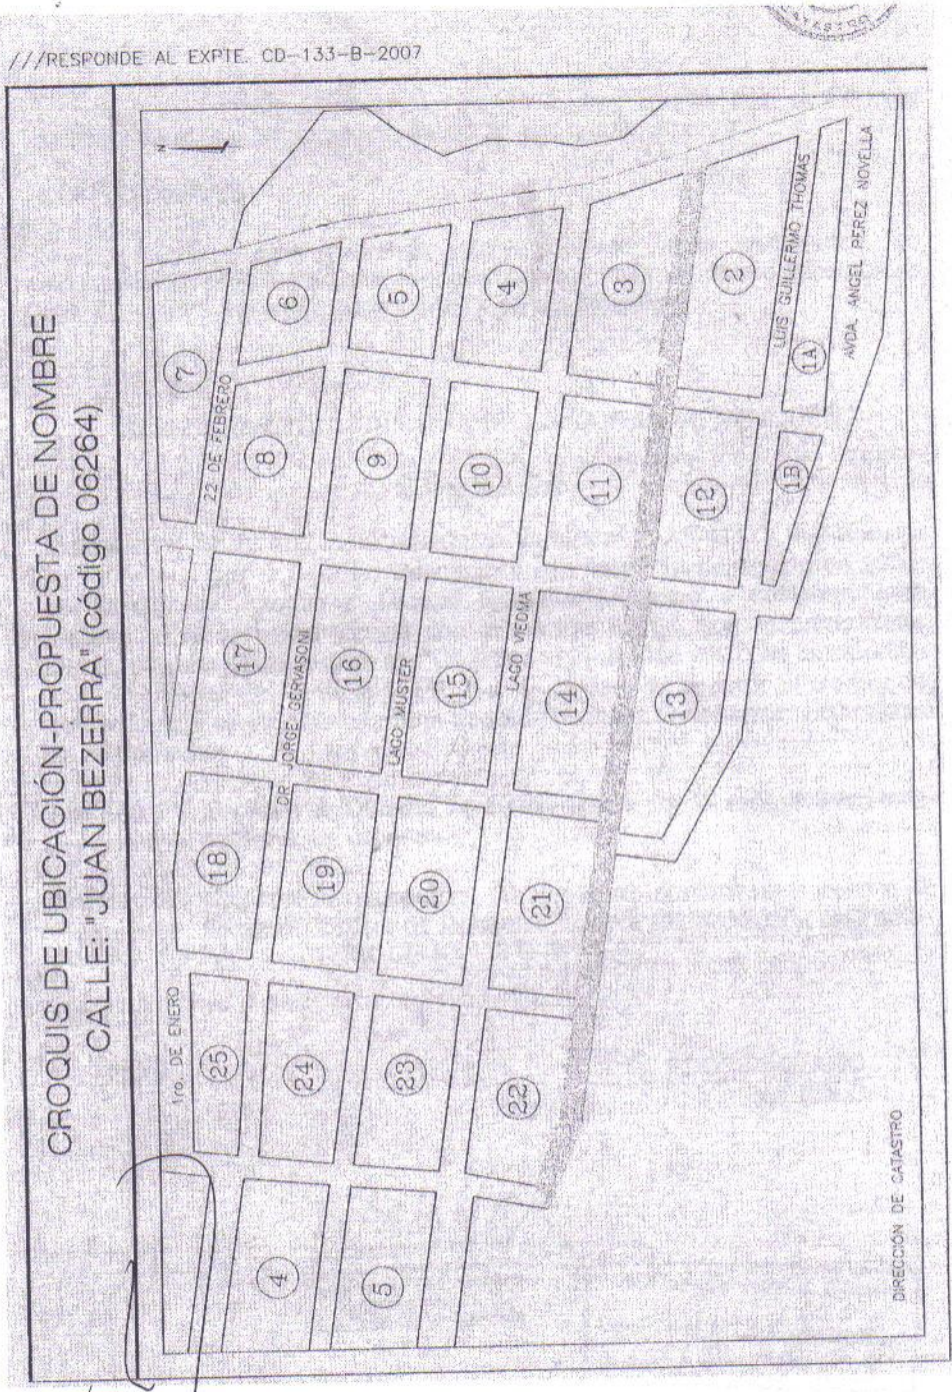 CATASTRO
///RESPONDE AL EXPTE. CD-133-B-2007
CROQUIS DE UBICACIÓN-PROPUESTA DE NOMBRE
CALLE: "JUAN BEZERRA" (código 06264)
N
1ro. DE ENERO
22 DE FEBRERO
DR. JORGE GERVASONI
LAGO MUSTER
LAGO VIEDMA
LUIS GUILLERMO THOMAS
AVDA. ANGEL PEREZ NOVELLA
4
25
18
17
7
5
24
19
16
8
6
23
20
15
9
5
22
21
14
10
4
13
11
3
12
2
1B
1A
DIRECCIÓN DE CATASTRO